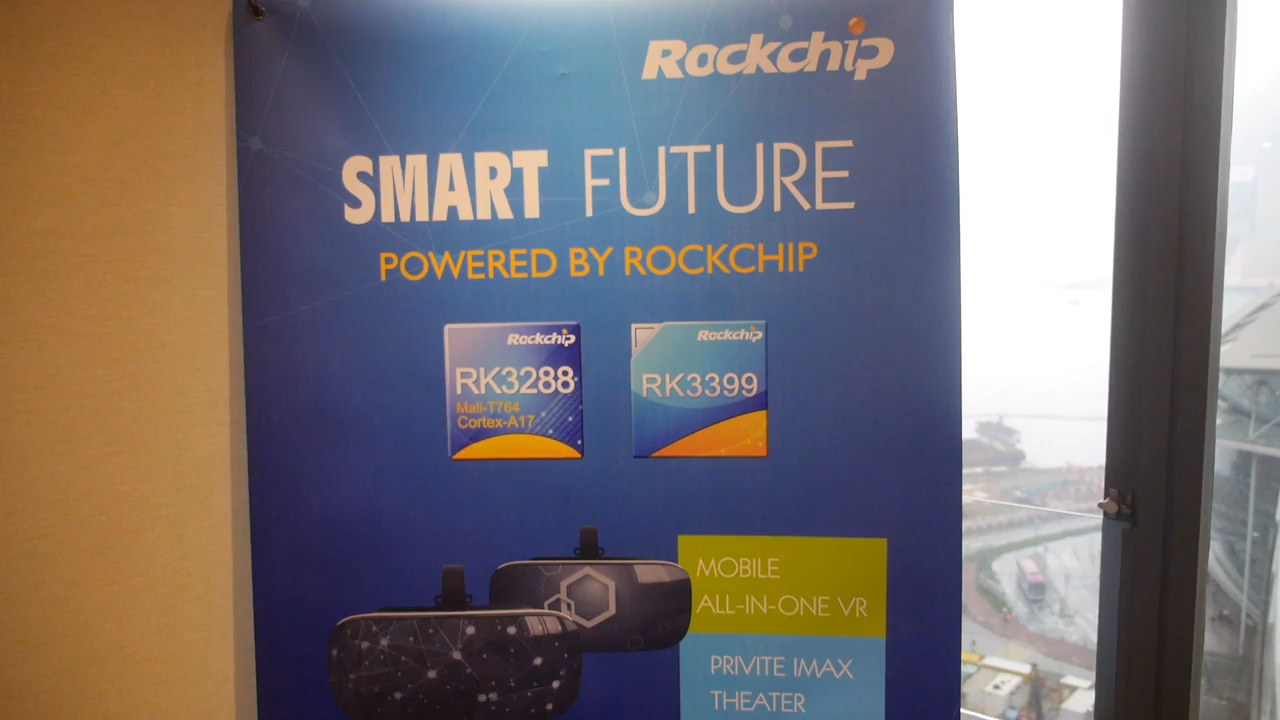 Rockchip
SMART FUTURE
POWERED BY ROCKCHIP
Rockchip
RK3288
Mali-T764
Cortex-A17
Rockchip
RK3399
MOBILE
ALL-IN-ONE VR
PRIVITE IMAX
THEATER